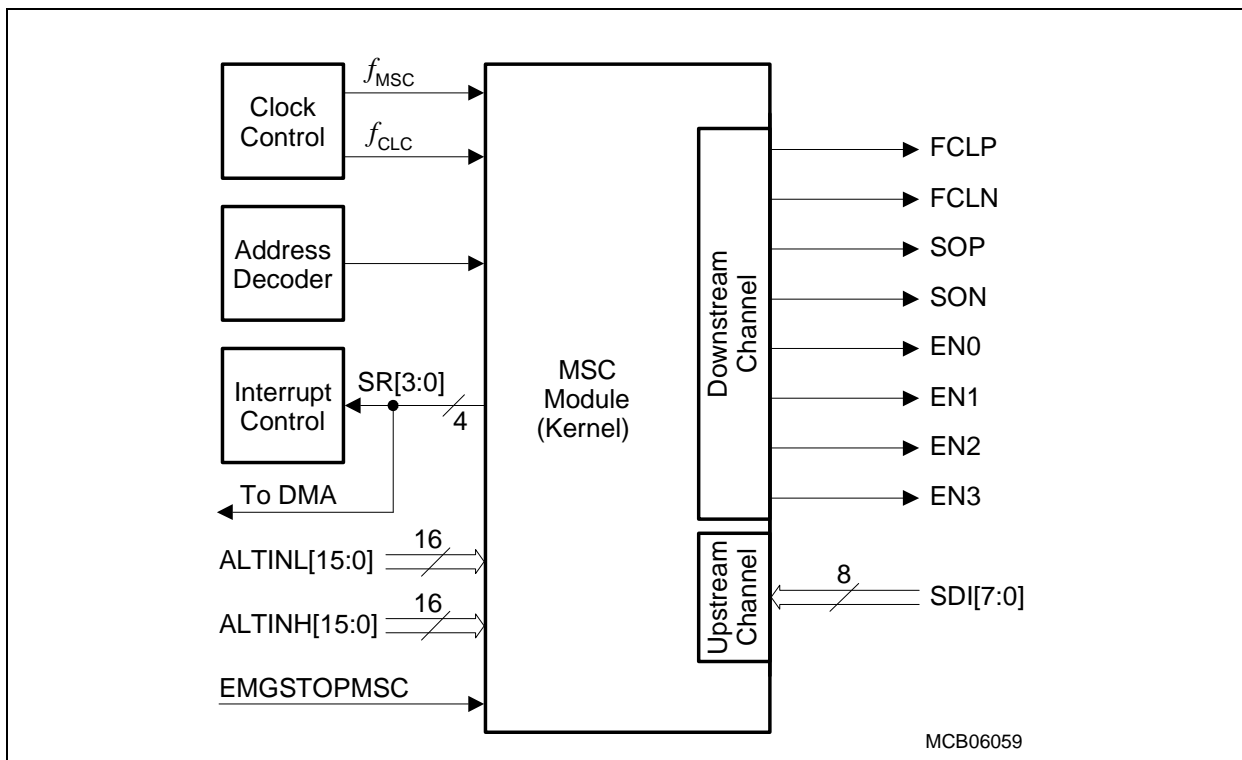 Clock
Control
fMSC
fCLC
Address
Decoder
Interrupt
Control
SR[3:0]
4
To DMA
ALTINL[15:0]
16
ALTINH[15:0]
16
EMGSTOPMSC
MSC
Module
(Kernel)
Downstream
Channel
Upstream
Channel
FCLP
FCLN
SOP
SON
EN0
EN1
EN2
EN3
8
SDI[7:0]
MCB06059